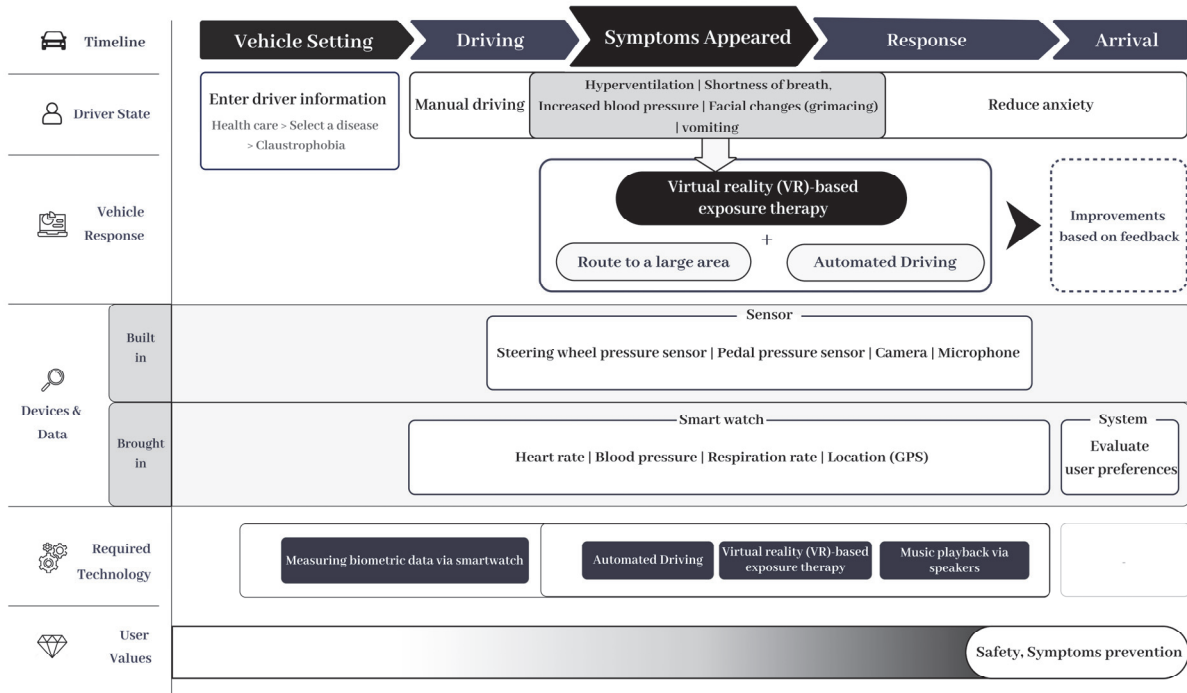 Timeline
Vehicle Setting
Driving
Symptoms Appeared
Response
Arrival
Driver State
Enter driver information
Health care > Select a disease
> Claustrophobia
Manual driving
Hyperventilation | Shortness of breath,
Increased blood pressure | Facial changes (grimacing)
| vomiting
Reduce anxiety
Vehicle
Response
Virtual reality (VR)-based
exposure therapy
+
Route to a large area
Automated Driving
Improvements
based on feedback
Devices &
Data
Built
in
Sensor
Steering wheel pressure sensor | Pedal pressure sensor | Camera | Microphone
Brought
in
Smart watch
Heart rate | Blood pressure | Respiration rate | Location (GPS)
System
Evaluate
user preferences
Required
Technology
Measuring biometric data via smartwatch
Automated Driving
Virtual reality (VR)-based
exposure therapy
Music playback via
speakers
-
User
Values
Safety, Symptoms prevention